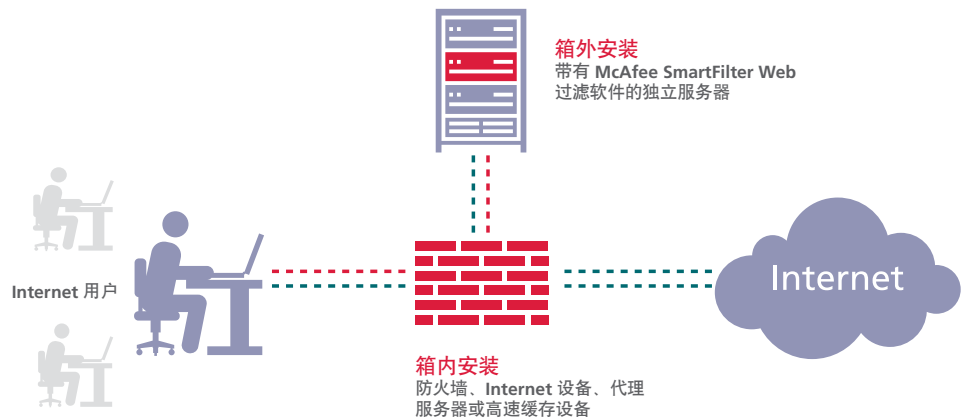 箱外安装
带有 McAfee SmartFilter Web
过滤软件的独立服务器
Internet 用户
Internet
箱内安装
防火墙、Internet 设备、代理
服务器或高速缓存设备